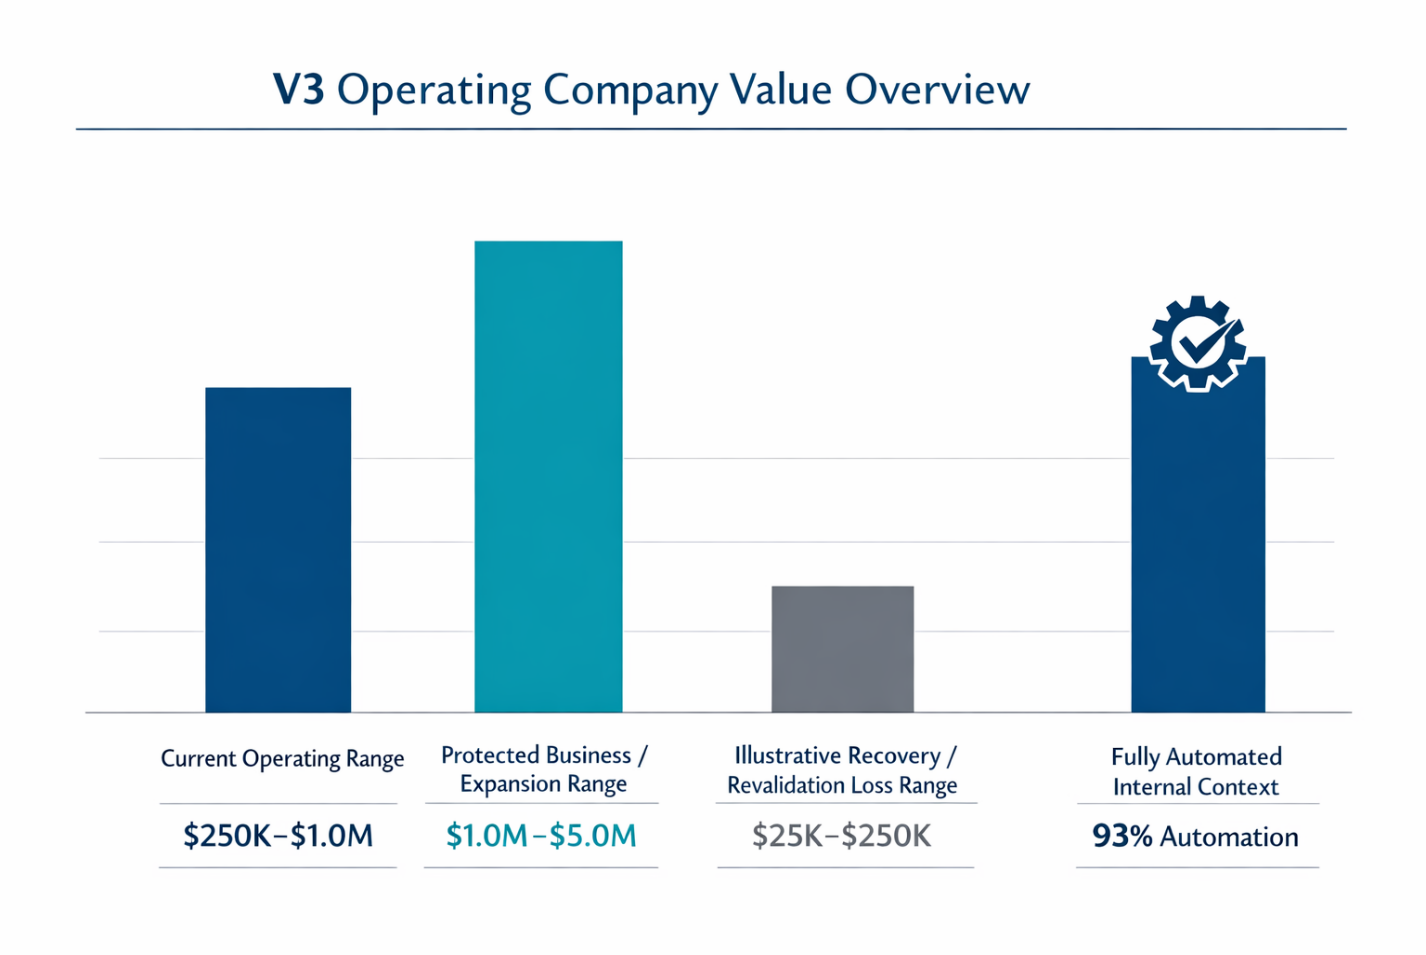 V3 Operating Company Value Overview
Current Operating Range
$250K–$1.0M
Protected Business /
Expansion Range
$1.0M–$5.0M
Illustrative Recovery /
Revalidation Loss Range
$25K–$250K
Fully Automated
Internal Context
93% Automation